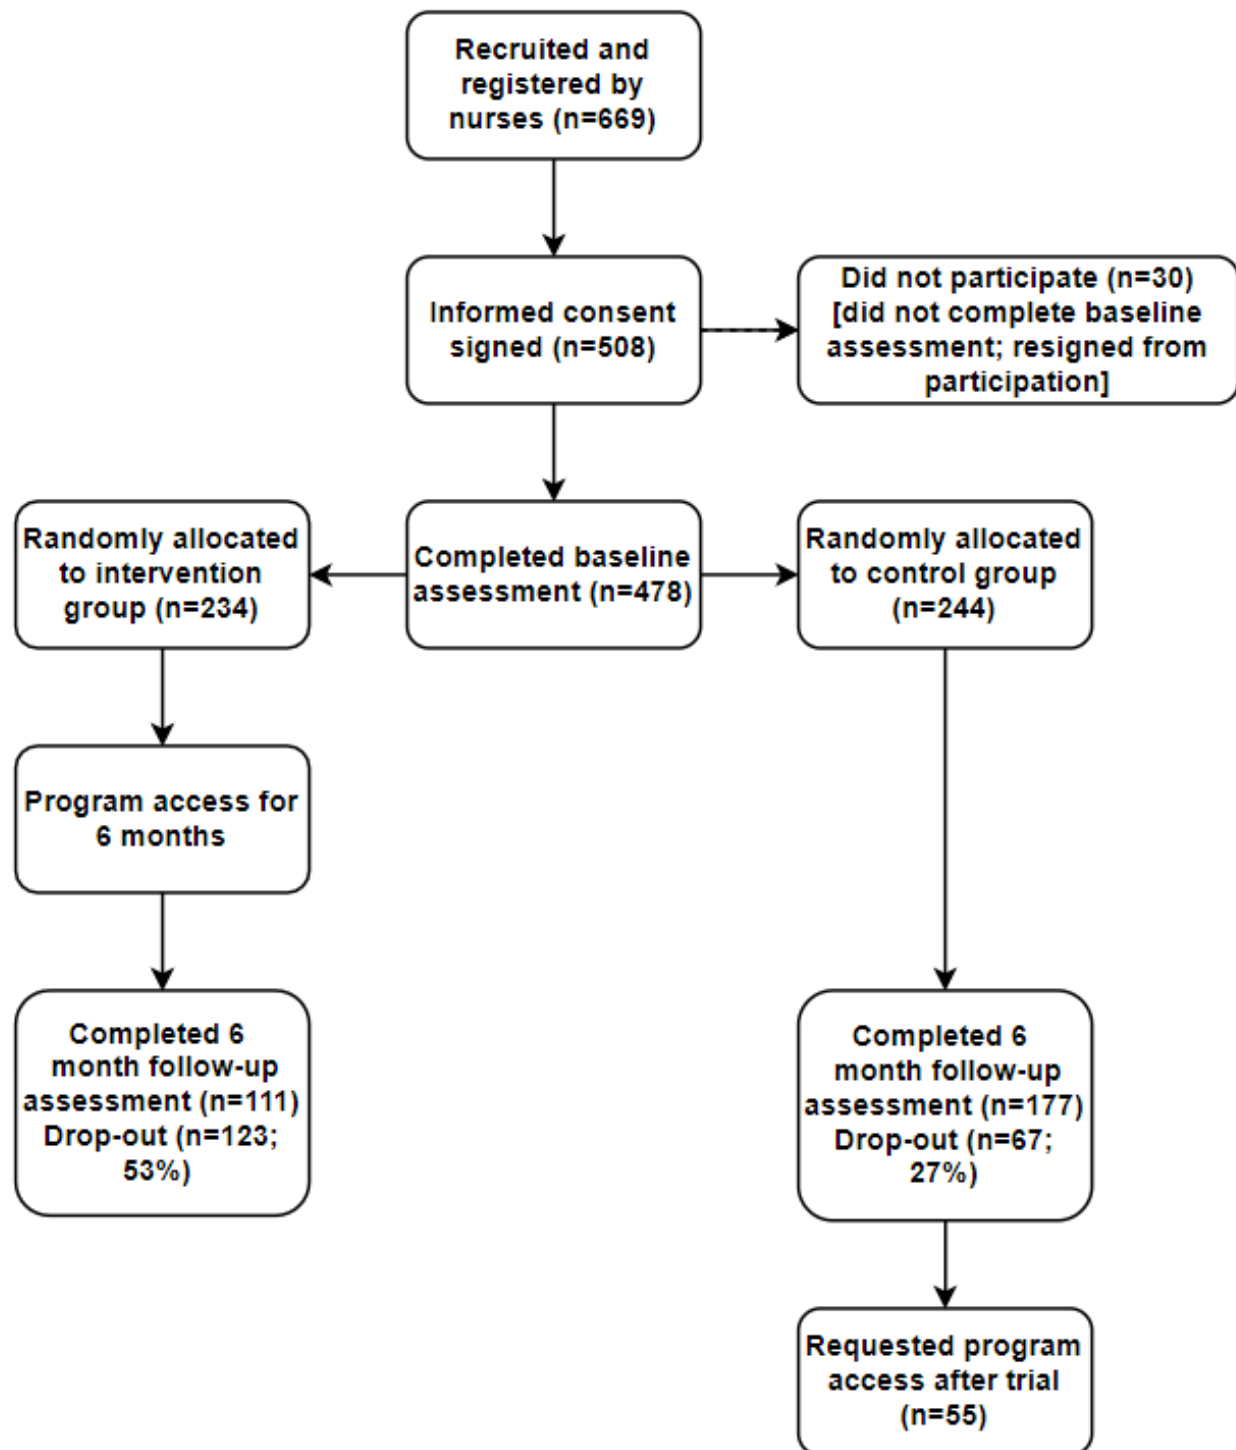 Recruited and
registered by
nurses (n=669)
Informed consent
signed (n=508)
Did not participate (n=30)
[did not complete baseline
assessment; resigned from
participation]
Randomly allocated
to intervention
group (n=234)
Completed baseline
assessment (n=478)
Randomly allocated
to control group
(n=244)
Program access for
6 months
Completed 6
month follow-up
assessment (n=111)
Drop-out (n=123;
53%)
Completed 6
month follow-up
assessment (n=177)
Drop-out (n=67;
27%)
Requested program
access after trial
(n=55)